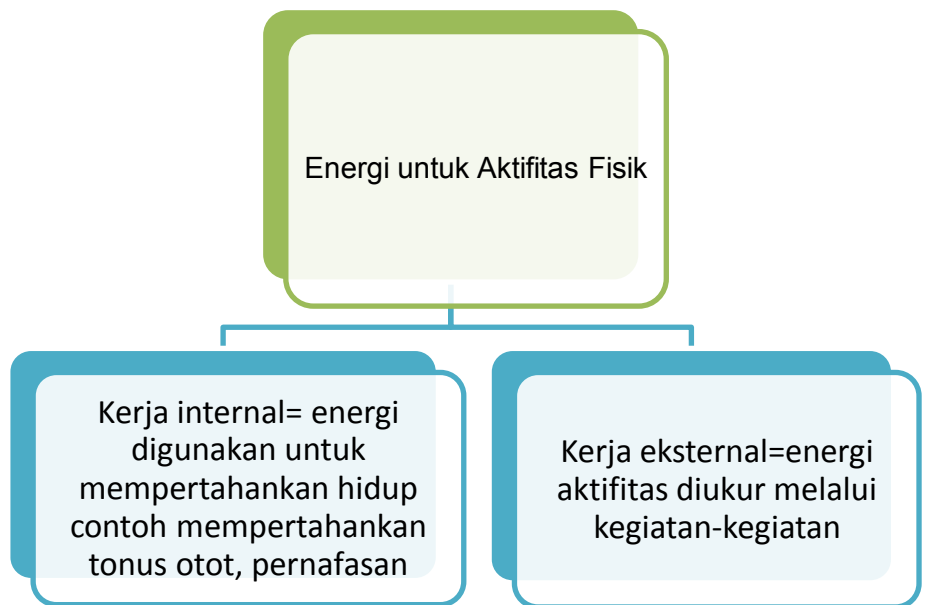 Energi untuk Aktifitas Fisik
Kerja internal= energi
digunakan untuk
mempertahankan hidup
contoh mempertahankan
tonus otot, pernafasan
Kerja eksternal=energi
aktifitas diukur melalui
kegiatan-kegiatan